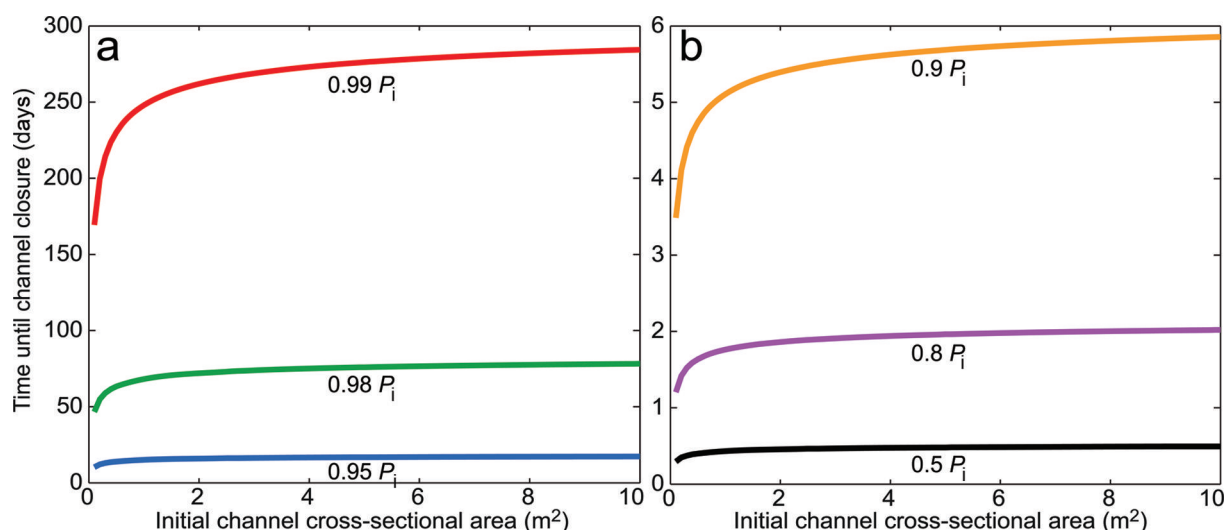 a
300
250
200
150
100
50
0
Time until channel closure (days)
0.99 Pi
0.98 Pi
0.95 Pi
0 2 4 6 8 10
Initial channel cross-sectional area (m²)
b
6
5
4
3
2
1
0
0.9 Pi
0.8 Pi
0.5 Pi
0 2 4 6 8 10
Initial channel cross-sectional area (m²)